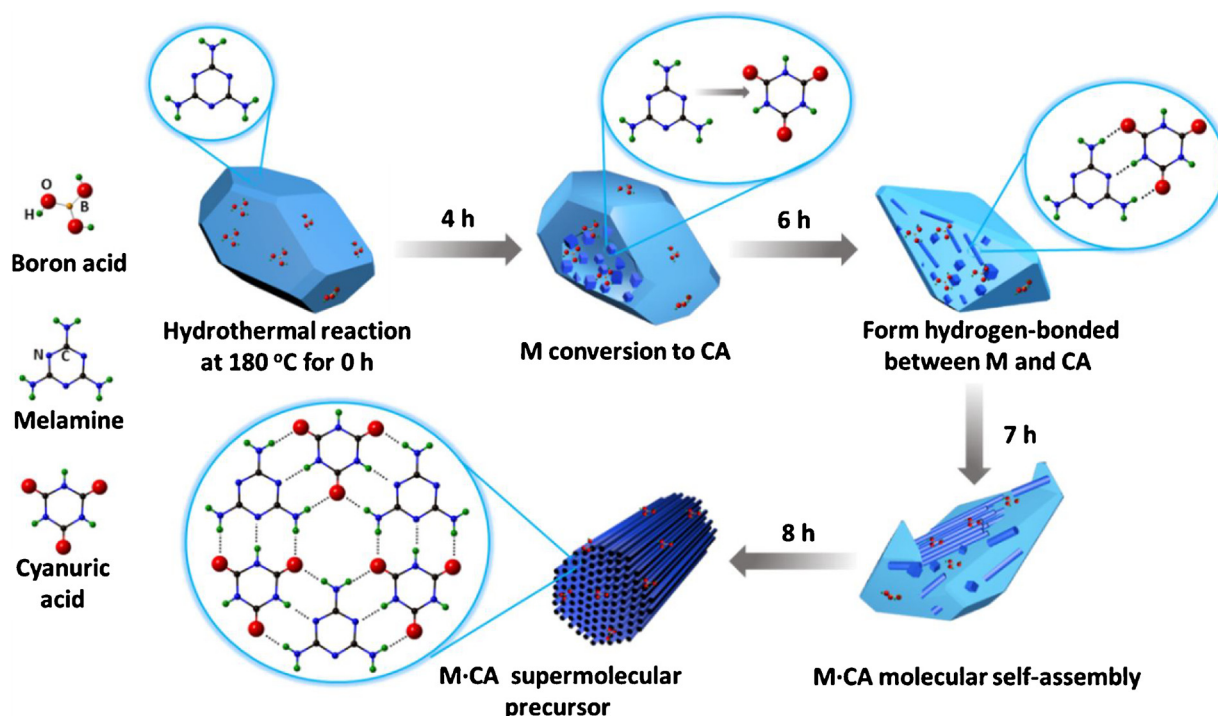 O
H
B
Boron acid
N
C
Melamine
Cyanuric
acid
Hydrothermal reaction
at 180 °C for 0 h
4 h
M conversion to CA
6 h
Form hydrogen-bonded
between M and CA
7 h
M·CA molecular self-assembly
8 h
M·CA supermolecular
precursor